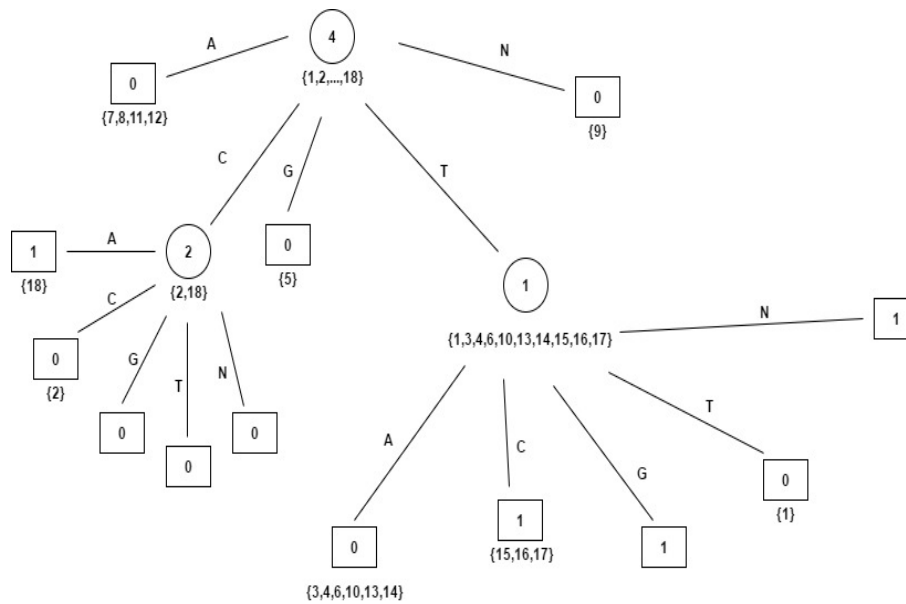 4
A
N
{1,2,...,18}
0
{7,8,11,12}
0
{9}
C
G
T
1
{18}
A
2
{2,18}
0
{5}
1
{1,3,4,6,10,13,14,15,16,17}
N
1
C
0
{2}
G
T
N
0
0
0
A
C
G
T
0
{3,4,6,10,13,14}
1
{15,16,17}
1
0
{1}